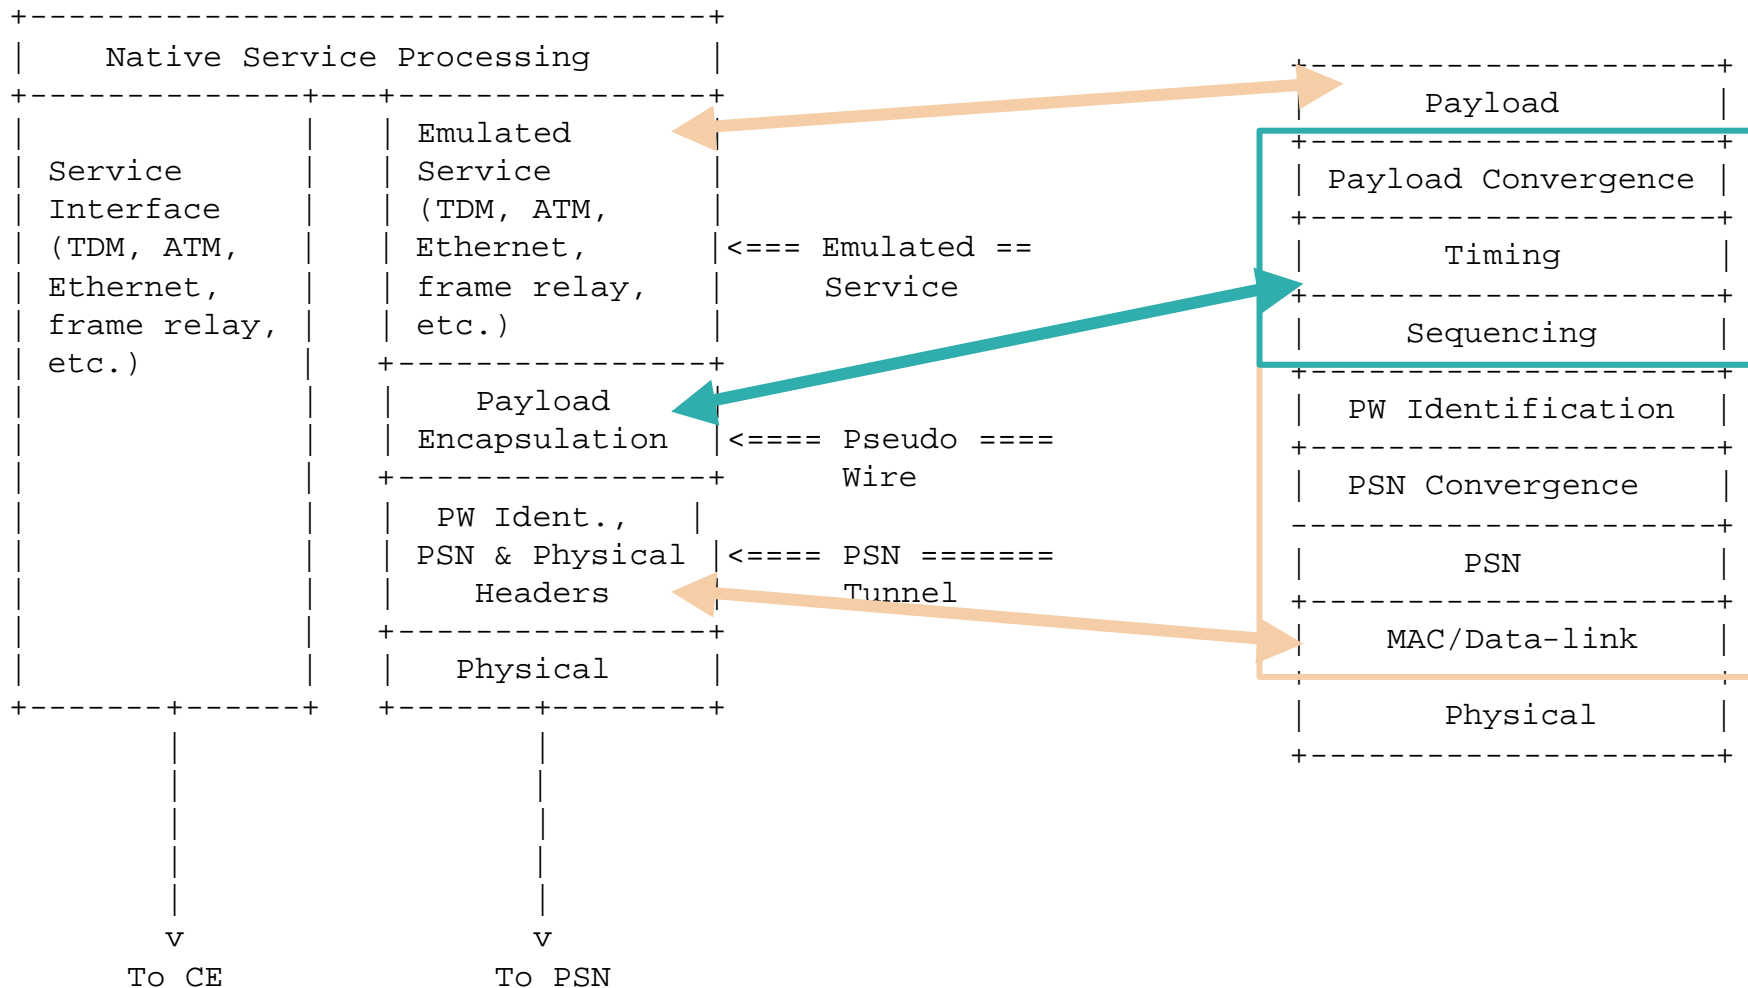 +-----------------------------------+
|    Native Service Processing      |
+--------------+---+----------------+
|              |   | Emulated       |
| Service      |   | Service        |
| Interface    |   | (TDM, ATM,     |
| (TDM, ATM,   |   | Ethernet,      |<=== Emulated ==
| Ethernet,    |   | frame relay,   |     Service
| frame relay, |   | etc.)          |
| etc.)        |   +----------------+
|              |   |    Payload     |
|              |   | Encapsulation  |<==== Pseudo ====
|              |   +----------------+      Wire
|              |   |  PW Ident.,   |
|              |   | PSN & Physical |<==== PSN =======
|              |   |    Headers     |      Tunnel
|              |   +----------------+
|              |   |   Physical     |
+-------+------+   +-------+--------+
        |                  |
        |                  |
        |                  |
        |                  |
        |                  |
        v                  v
      To CE              To PSN
+---------------------+
|      Payload        |
+---------------------+
| Payload Convergence |
+---------------------+
|       Timing        |
+---------------------+
|     Sequencing      |
+---------------------+
|  PW Identification  |
+---------------------+
|  PSN Convergence    |
----------------------+
|        PSN          |
+---------------------+
|    MAC/Data-link    |
|       Physical      |
+---------------------+